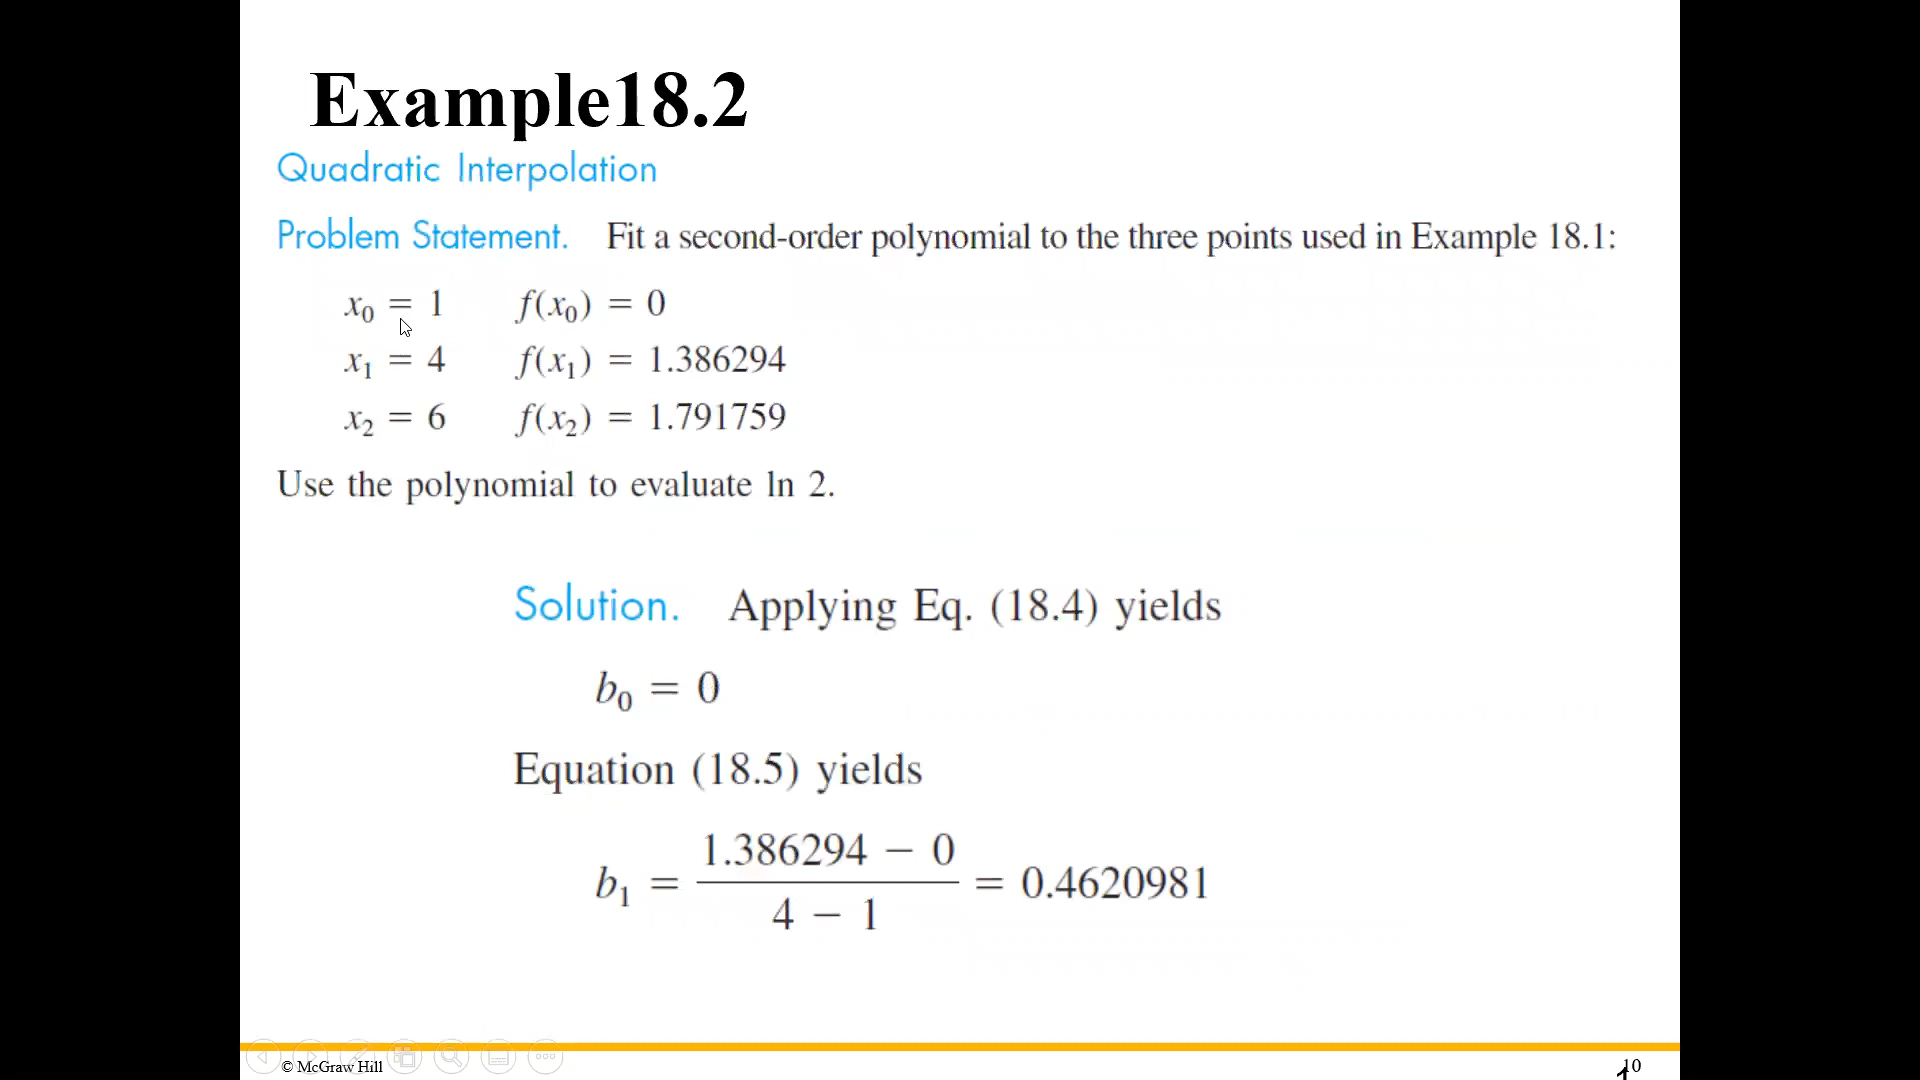 Example18.2
Quadratic Interpolation
Problem Statement. Fit a second-order polynomial to the three points used in Example 18.1:
x₀ = 1 f(x₀) = 0
x₁ = 4 f(x₁) = 1.386294
x₂ = 6 f(x₂) = 1.791759
Use the polynomial to evaluate ln 2.
Solution. Applying Eq. (18.4) yields
b₀ = 0
Equation (18.5) yields
b₁ = (1.386294 − 0)/(4 − 1) = 0.4620981
© McGraw Hill
10